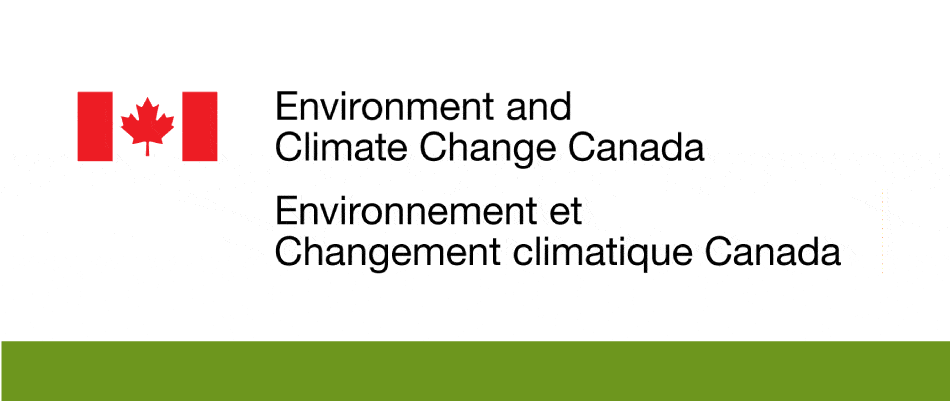 Environment and
Climate Change Canada
Environnement et
Changement climatique Canada